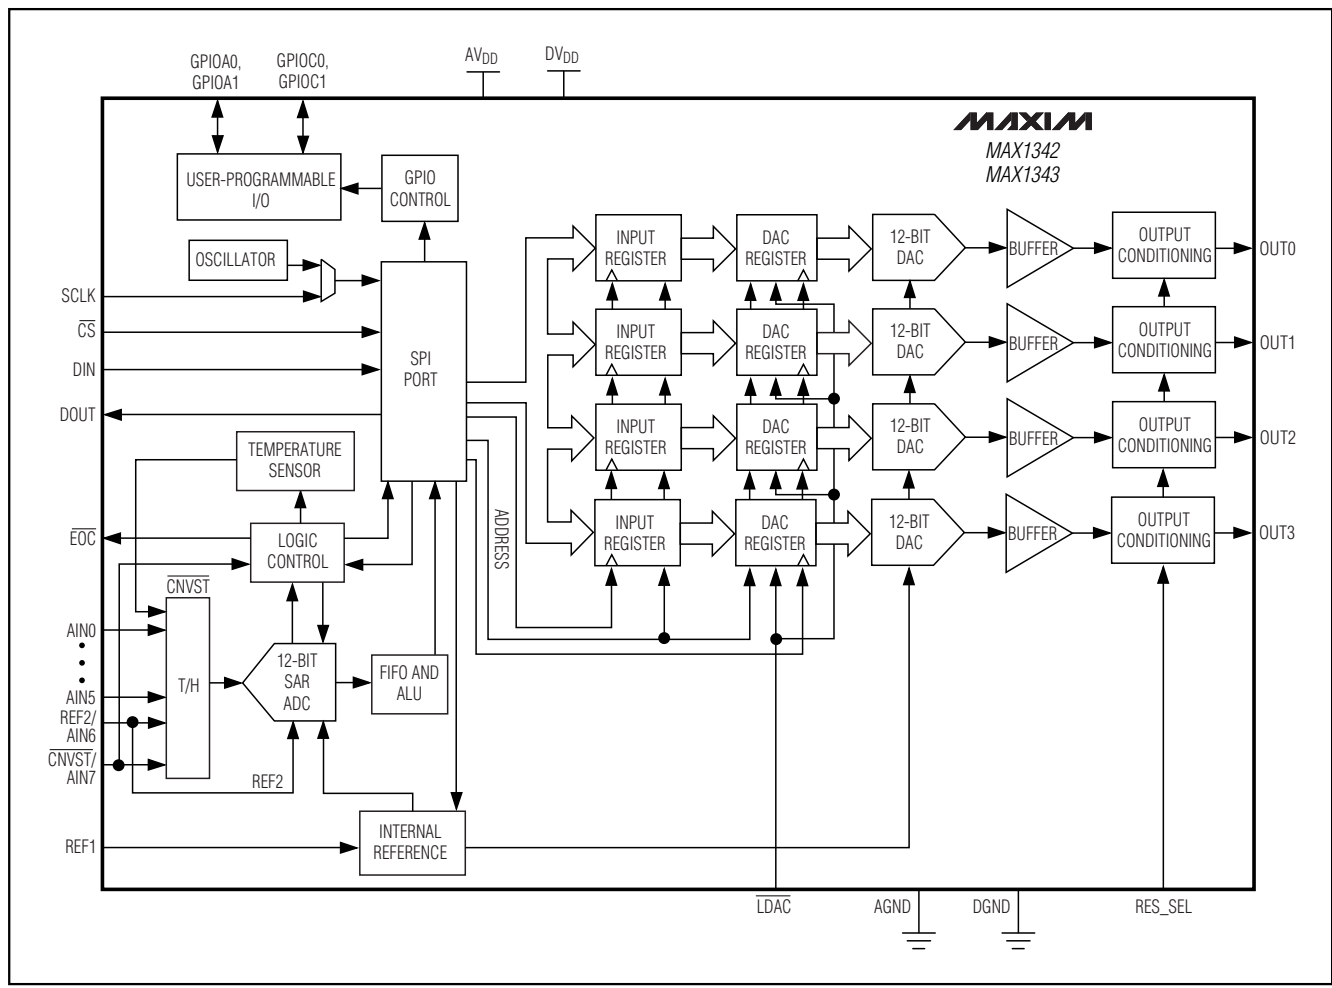 GPIOA0,
GPIOA1
GPIOC0,
GPIOC1
AVDD
DVDD
MAXIM
MAX1342
MAX1343
USER-PROGRAMMABLE
I/O
GPIO
CONTROL
OSCILLATOR
SCLK
CS
DIN
DOUT
SPI
PORT
TEMPERATURE
SENSOR
EOC
LOGIC
CONTROL
CNVST
AIN0
AIN5
REF2/
AIN6
CNVST/
AIN7
T/H
12-BIT
SAR
ADC
FIFO AND
ALU
REF2
REF1
INTERNAL
REFERENCE
ADDRESS
INPUT
REGISTER
DAC
REGISTER
12-BIT
DAC
BUFFER
OUTPUT
CONDITIONING
OUT0
INPUT
REGISTER
DAC
REGISTER
12-BIT
DAC
BUFFER
OUTPUT
CONDITIONING
OUT1
INPUT
REGISTER
DAC
REGISTER
12-BIT
DAC
BUFFER
OUTPUT
CONDITIONING
OUT2
INPUT
REGISTER
DAC
REGISTER
12-BIT
DAC
BUFFER
OUTPUT
CONDITIONING
OUT3
LDAC
AGND
DGND
RES_SEL